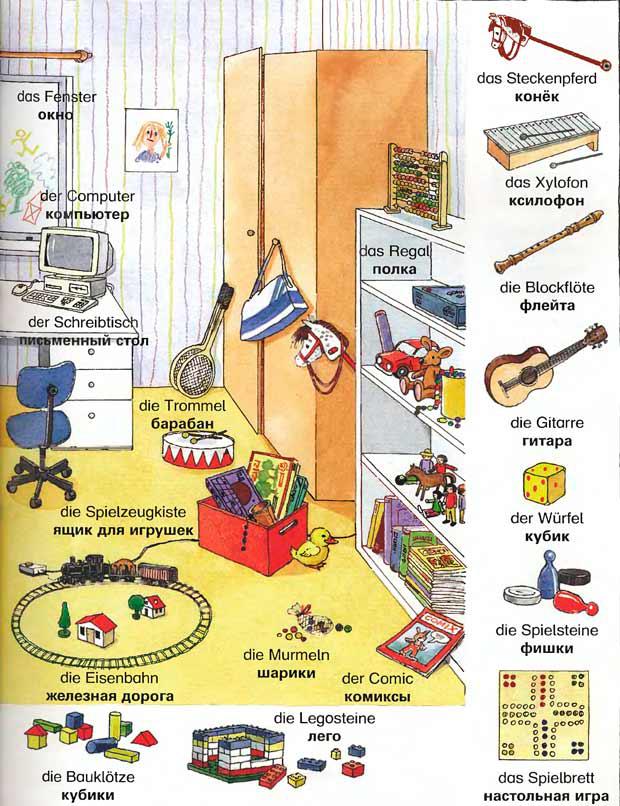 das Steckenpferd
конёк
das Fenster
окно
das Xylofon
ксилофон
der Computer
компьютер
das Regal
полка
die Blockflöte
флейта
der Schreibtisch
письменный стол
die Trommel
барабан
die Gitarre
гитара
die Spielzeugkiste
ящик для игрушек
der Würfel
кубик
COMIX
die Spielsteine
фишки
die Murmeln
шарики
die Eisenbahn
железная дорога
der Comic
комиксы
die Legosteine
лего
die Bauklötze
кубики
das Spielbrett
настольная игра